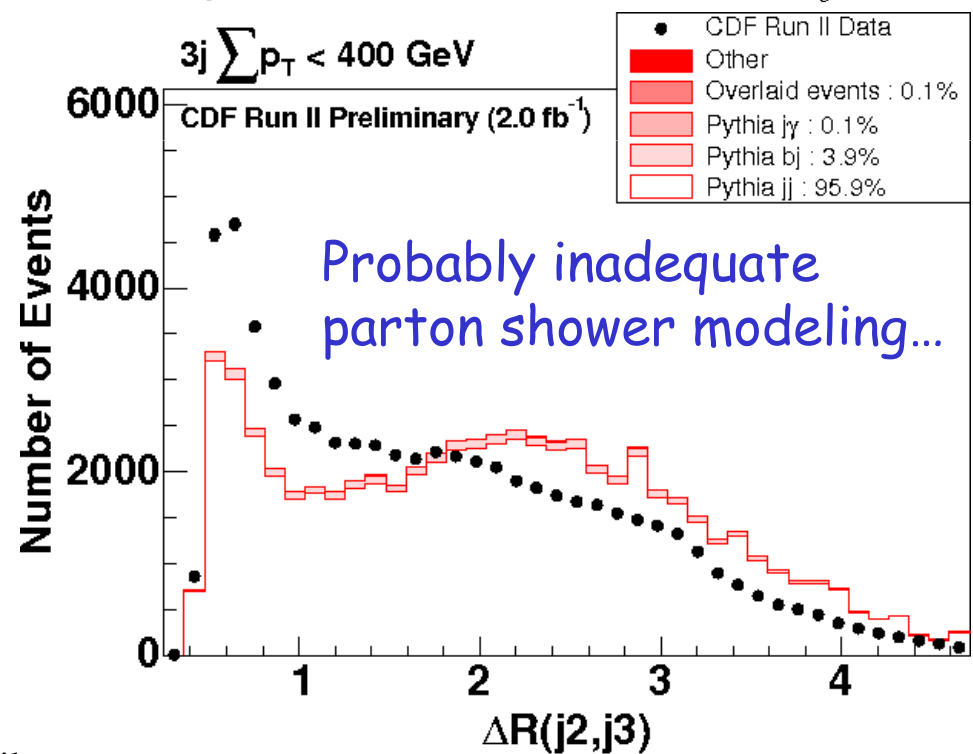 3j ∑p_T < 400 GeV
CDF Run II Data
Other
Overlaid events : 0.1%
Pythia jγ : 0.1%
Pythia bj : 3.9%
Pythia jj : 95.9%
CDF Run II Preliminary (2.0 fb⁻¹)
Probably inadequate
parton shower modeling...
Number of Events
6000
4000
2000
0
1 2 3 4
ΔR(j2,j3)